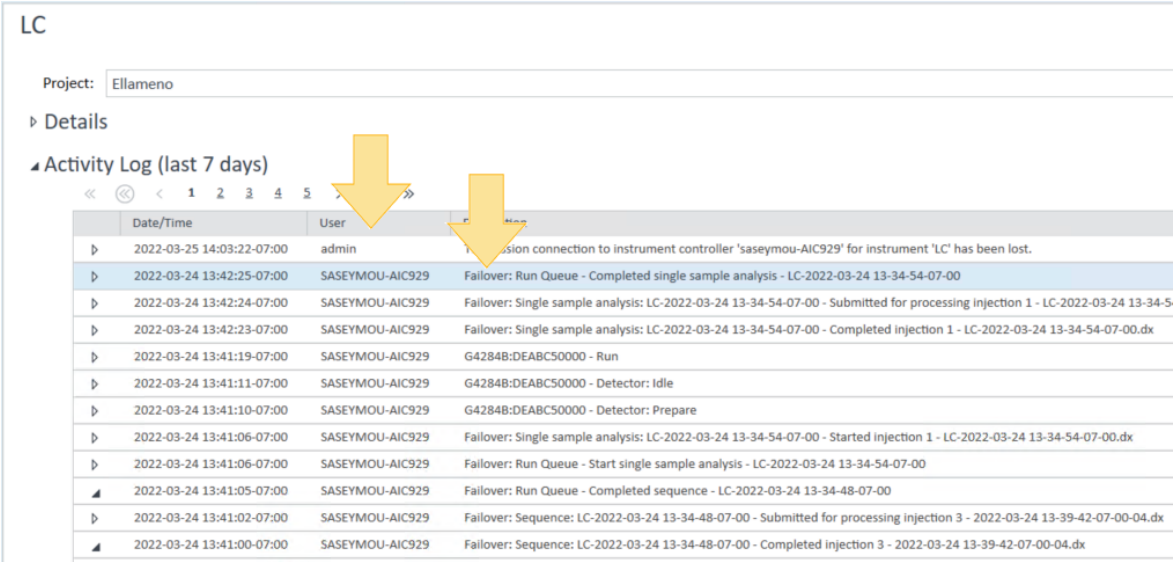 LC
Project: Ellameno
Details
Activity Log (last 7 days)
1 2 3 4 5
Date/Time User
2022-03-25 14:03:22-07:00 admin connection to instrument controller 'saseymou-AIC929' for instrument 'LC' has been lost.
2022-03-24 13:42:25-07:00 SASEYMOU-AIC929 Failover: Run Queue - Completed single sample analysis - LC-2022-03-24 13-34-54-07-00
2022-03-24 13:42:24-07:00 SASEYMOU-AIC929 Failover: Single sample analysis: LC-2022-03-24 13-34-54-07-00 - Submitted for processing injection 1 - LC-2022-03-24 13-34-54
2022-03-24 13:42:23-07:00 SASEYMOU-AIC929 Failover: Single sample analysis: LC-2022-03-24 13-34-54-07-00 - Completed injection 1 - LC-2022-03-24 13-34-54-07-00.dx
2022-03-24 13:41:19-07:00 SASEYMOU-AIC929 G4284B:DEABC50000 - Run
2022-03-24 13:41:11-07:00 SASEYMOU-AIC929 G4284B:DEABC50000 - Detector: Idle
2022-03-24 13:41:10-07:00 SASEYMOU-AIC929 G4284B:DEABC50000 - Detector: Prepare
2022-03-24 13:41:06-07:00 SASEYMOU-AIC929 Failover: Single sample analysis: LC-2022-03-24 13-34-54-07-00 - Started injection 1 - LC-2022-03-24 13-34-54-07-00.dx
2022-03-24 13:41:06-07:00 SASEYMOU-AIC929 Failover: Run Queue - Start single sample analysis - LC-2022-03-24 13-34-54-07-00
2022-03-24 13:41:05-07:00 SASEYMOU-AIC929 Failover: Run Queue - Completed sequence - LC-2022-03-24 13-34-48-07-00
2022-03-24 13:41:02-07:00 SASEYMOU-AIC929 Failover: Sequence: LC-2022-03-24 13-34-48-07-00 - Submitted for processing injection 3 - 2022-03-24 13-39-42-07-00-04.dx
2022-03-24 13:41:00-07:00 SASEYMOU-AIC929 Failover: Sequence: LC-2022-03-24 13-34-48-07-00 - Completed injection 3 - 2022-03-24 13-39-42-07-00-04.dx